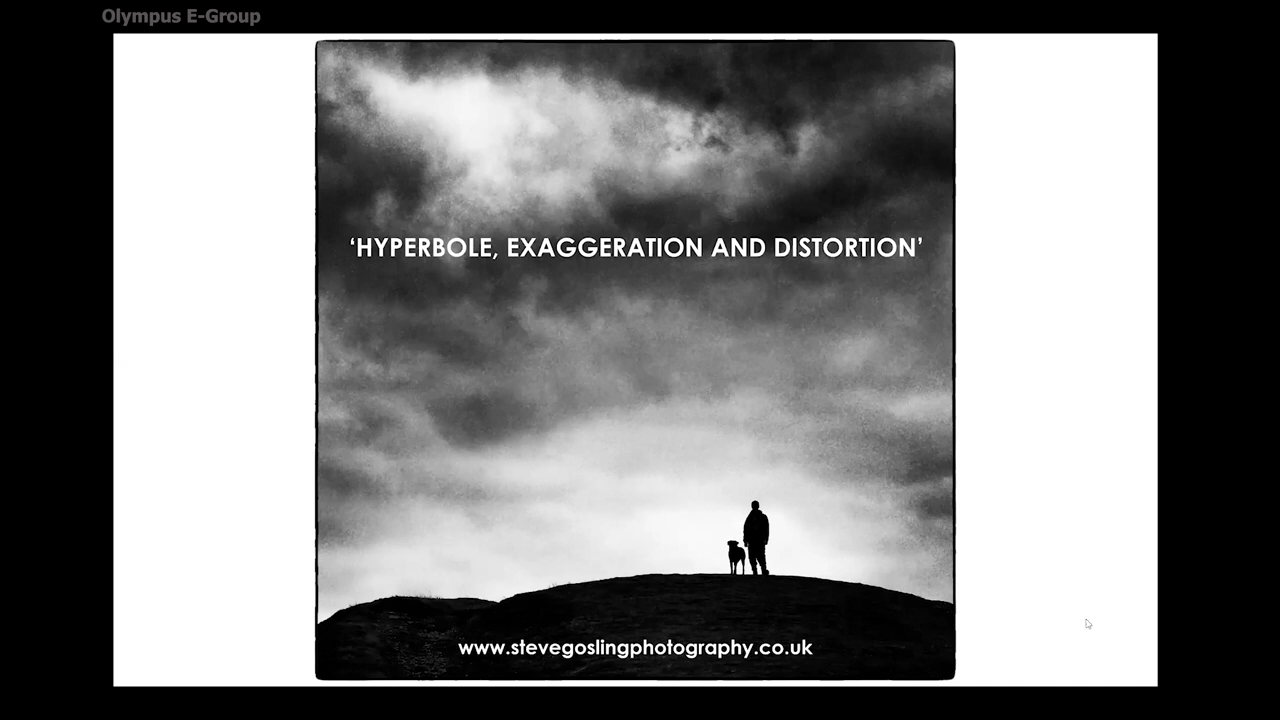 Olympus E-Group
‘HYPERBOLE, EXAGGERATION AND DISTORTION’
www.stevegoslingphotography.co.uk